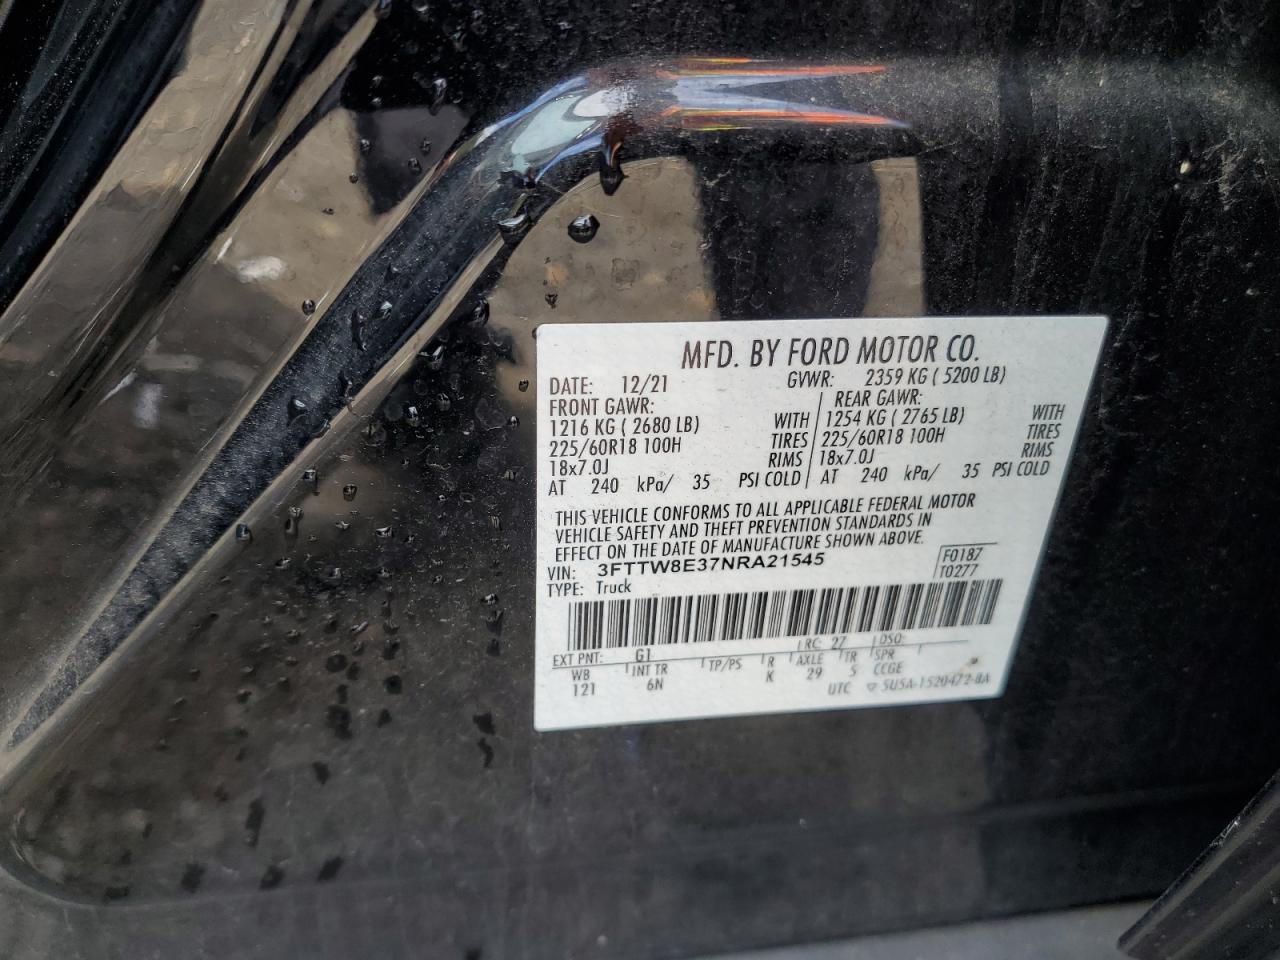 MFD. BY FORD MOTOR CO.
DATE: 12/21 GVWR: 2359 KG ( 5200 LB)
FRONT GAWR: REAR GAWR:
1216 KG ( 2680 LB) WITH 1254 KG ( 2765 LB) WITH
225/60R18 100H TIRES 225/60R18 100H TIRES
18x7.0J RIMS 18x7.0J RIMS
AT 240 kPa/ 35 PSI COLD AT 240 kPa/ 35 PSI COLD
THIS VEHICLE CONFORMS TO ALL APPLICABLE FEDERAL MOTOR
VEHICLE SAFETY AND THEFT PREVENTION STANDARDS IN
EFFECT ON THE DATE OF MANUFACTURE SHOWN ABOVE.
VIN: 3FTTW8E37NRA21545 F0187
TYPE: Truck T0277
EXT PNT: G1 RC: 27 DSO:
WB INT TR TP/PS R AXLE TR SPR
121 6N K 29 5 CCGE
UTC ▽ 5U5A-1520472-BA